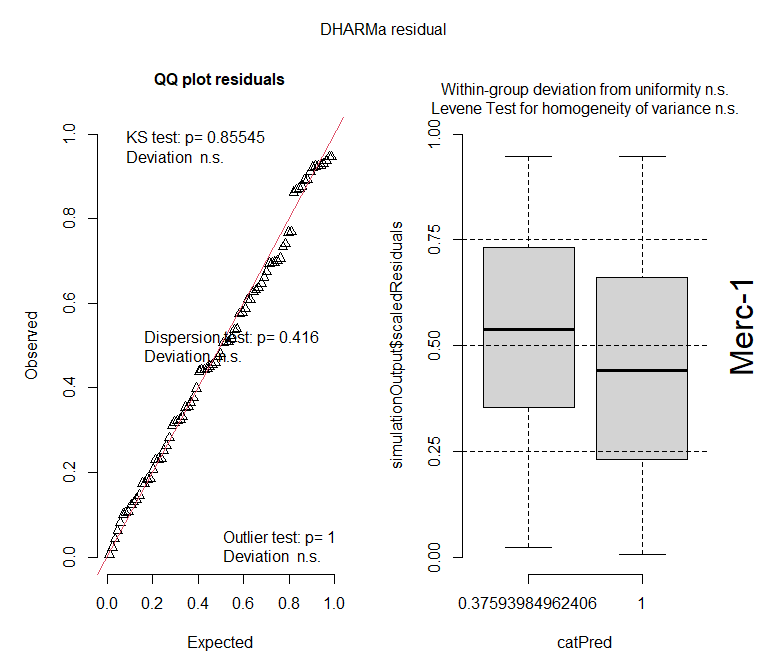 DHARMa residual
QQ plot residuals
KS test: p= 0.85545
Deviation n.s.
Dispersion test: p= 0.416
Deviation n.s.
Outlier test: p= 1
Deviation n.s.
Observed
0.0 0.2 0.4 0.6 0.8 1.0
0.0 0.2 0.4 0.6 0.8 1.0
Expected
Within-group deviation from uniformity n.s.
Levene Test for homogeneity of variance n.s.
simulationOutput$scaledResiduals
0.00 0.25 0.50 0.75 1.00
0.37593984962406 1
catPred
Merc-1